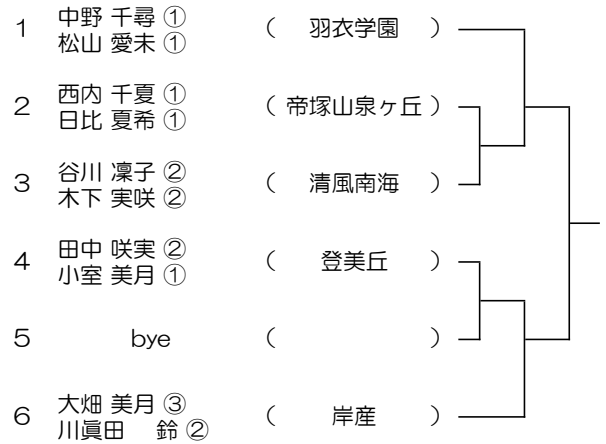 1 中野 千尋 ① ( 羽衣学園 )
松山 愛未 ①
2 西内 千夏 ① ( 帝塚山泉ヶ丘 )
日比 夏希 ①
3 谷川 凜子 ② ( 清風南海 )
木下 実咲 ②
4 田中 咲実 ② ( 登美丘 )
小室 美月 ①
5 bye ( )
6 大畑 美月 ③ ( 岸産 )
川眞田 鈴 ②